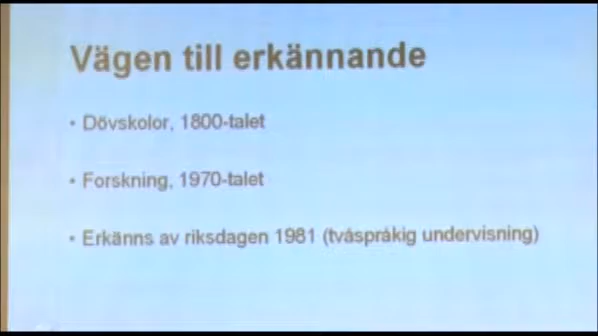 Vägen till erkännande
• Dövskolor, 1800-talet
• Forskning, 1970-talet
• Erkänns av riksdagen 1981 (tvåspråkig undervisning)